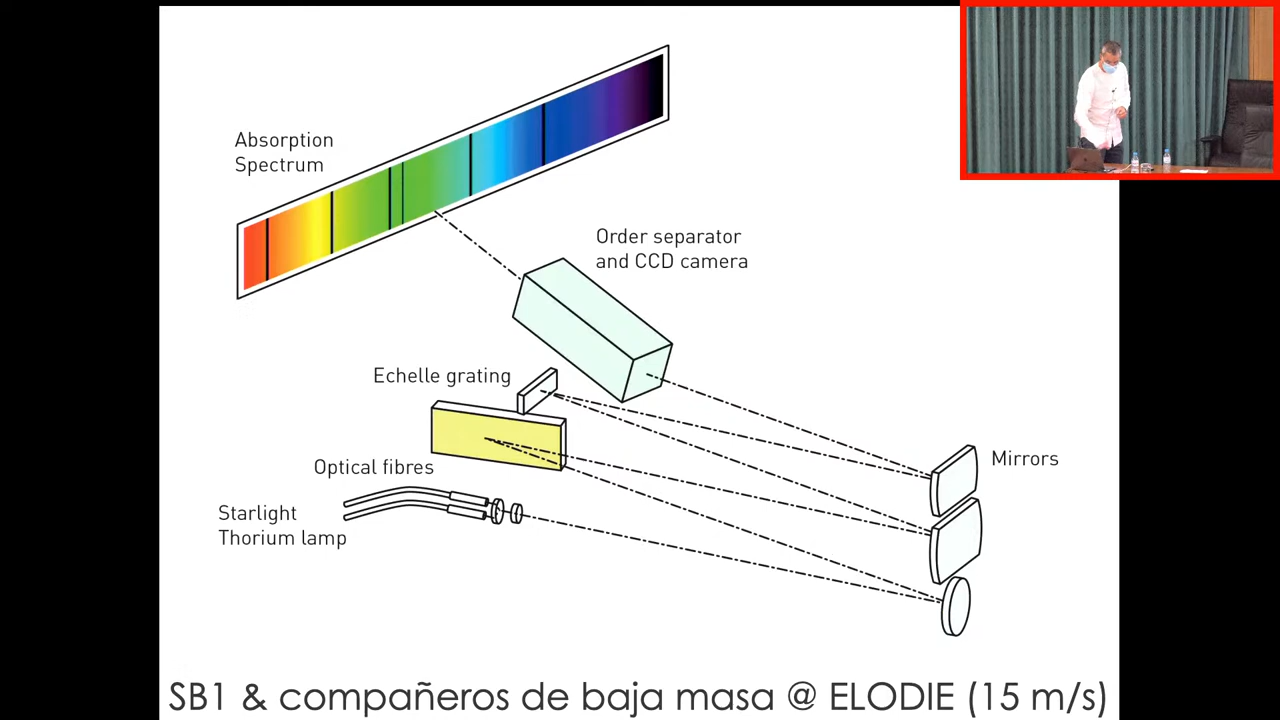 Absorption
Spectrum
Order separator
and CCD camera
Echelle grating
Mirrors
Optical fibres
Starlight
Thorium lamp
SB1 & compañeros de baja masa @ ELODIE (15 m/s)